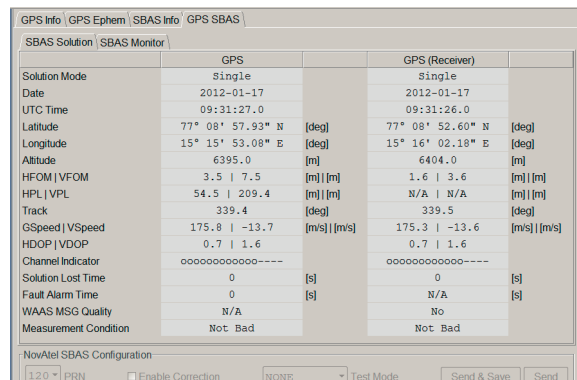 GPS Info GPS Ephem SBAS Info GPS SBAS
SBAS Solution SBAS Monitor
GPS GPS (Receiver)
Solution Mode Single Single
Date 2012-01-17 2012-01-17
UTC Time 09:31:27.0 09:31:26.0
Latitude 77° 08' 57.93" N [deg] 77° 08' 52.60" N [deg]
Longitude 15° 15' 53.08" E [deg] 15° 16' 02.18" E [deg]
Altitude 6395.0 [m] 6404.0 [m]
HFOM | VFOM 3.5 | 7.5 [m] | [m] 1.6 | 3.6 [m] | [m]
HPL | VPL 54.5 | 209.4 [m] | [m] N/A | N/A [m] | [m]
Track 339.4 [deg] 339.5 [deg]
GSpeed | VSpeed 175.8 | -13.7 [m/s] | [m/s] 175.3 | -13.6 [m/s] | [m/s]
HDOP | VDOP 0.7 | 1.6 0.7 | 1.6
Channel Indicator oooooooooooo---- oooooooooooo----
Solution Lost Time 0 [s] 0 [s]
Fault Alarm Time 0 [s] N/A [s]
WAAS MSG Quality N/A No
Measurement Condition Not Bad Not Bad
NovAtel SBAS Configuration
120 PRN Enable Correction NONE Test Mode Send & Save Send